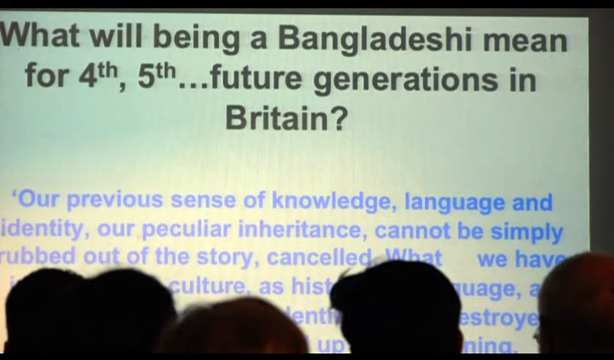 What will being a Bangladeshi mean
for 4th, 5th...future generations in
Britain?
‘Our previous sense of knowledge, language and
identity, our peculiar inheritance, cannot be simply
rubbed out of the story, cancelled. What we have
culture, as
up